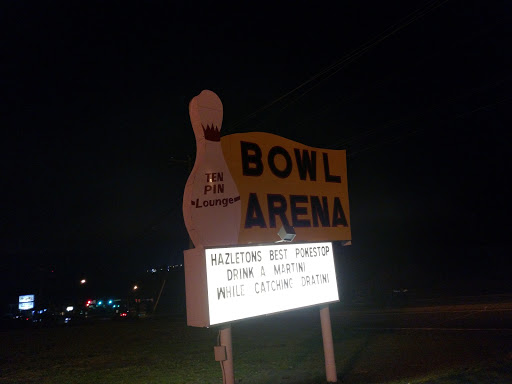 BOWL
ARENA
TEN
PIN
Lounge
HAZLETONS BEST POKESTOP
DRINK A MARTINI
WHILE CATCHING DRATINI